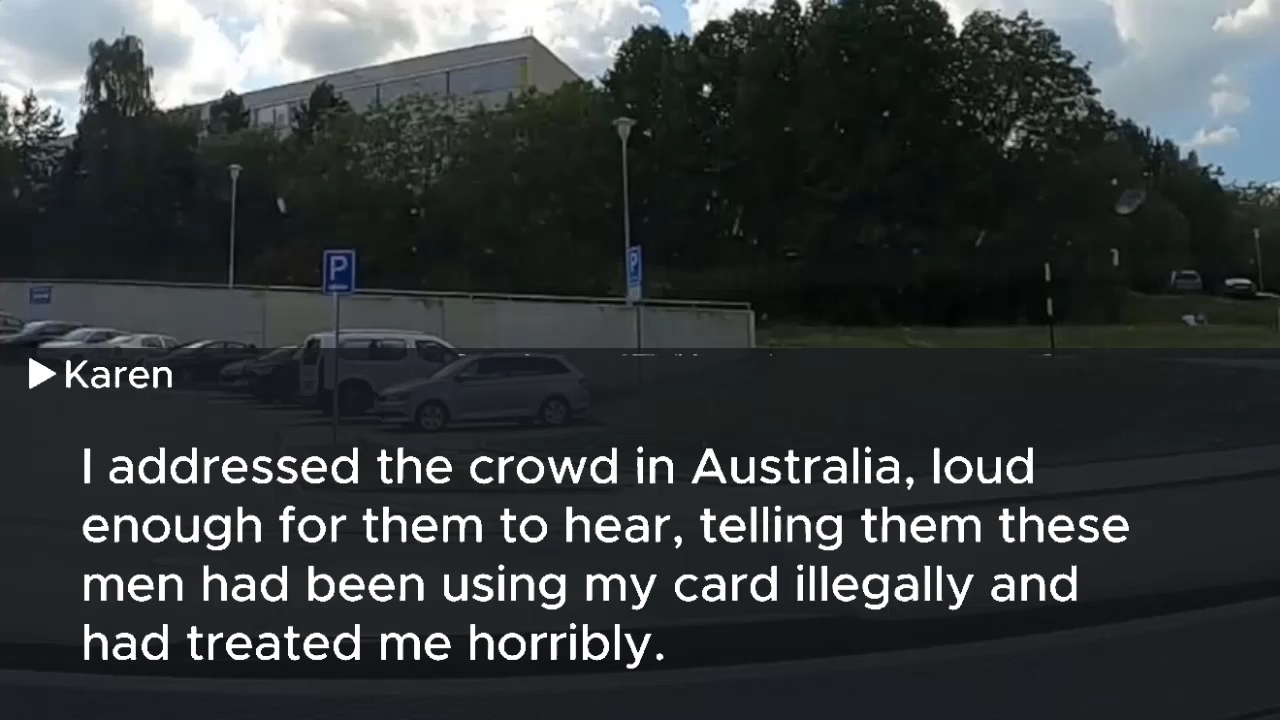 P
P
Karen
I addressed the crowd in Australia, loud
enough for them to hear, telling them these
men had been using my card illegally and
had treated me horribly.